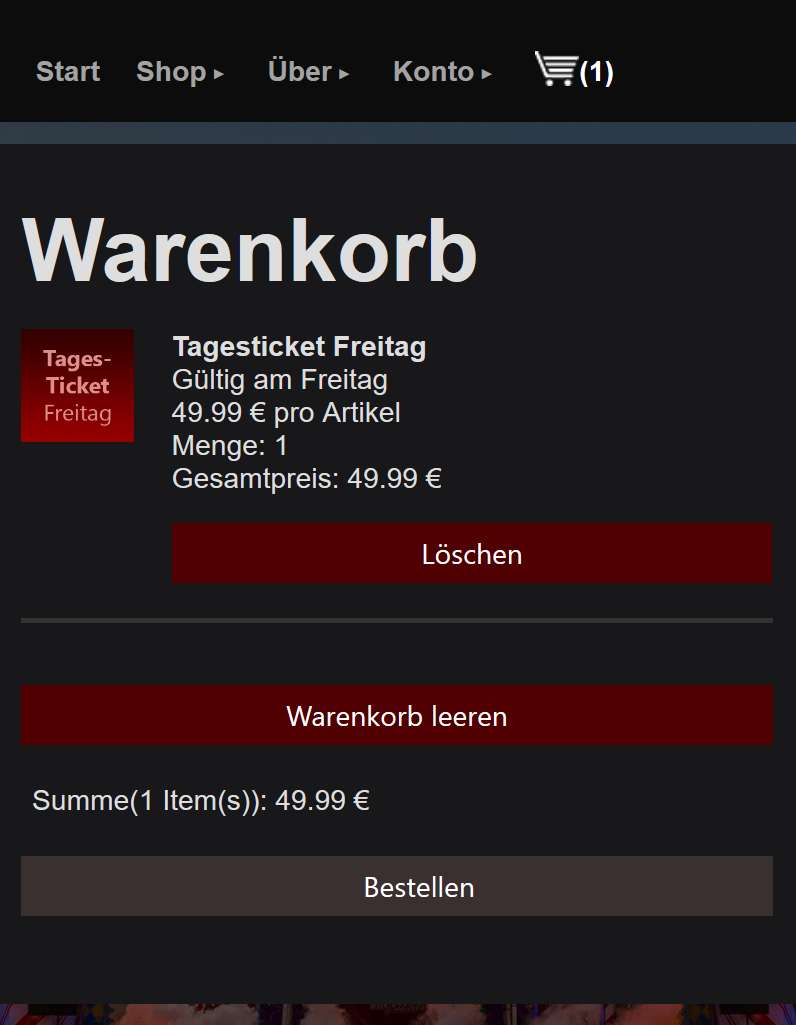 Start Shop ▸ Über ▸ Konto ▸ (1)
Warenkorb
Tages-
Ticket
Freitag
Tagesticket Freitag
Gültig am Freitag
49.99 € pro Artikel
Menge: 1
Gesamtpreis: 49.99 €
Löschen
Warenkorb leeren
Summe(1 Item(s)): 49.99 €
Bestellen